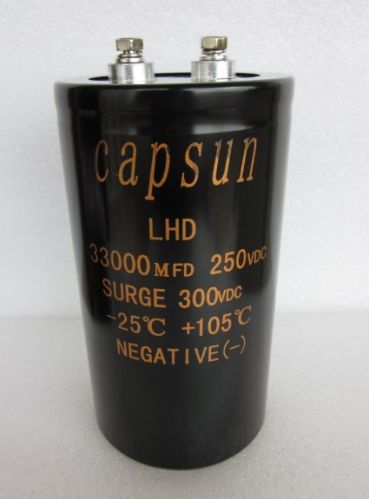 capsun
LHD
33000MFD 250VDC
SURGE 300VDC
-25℃ +105℃
NEGATIVE(-)